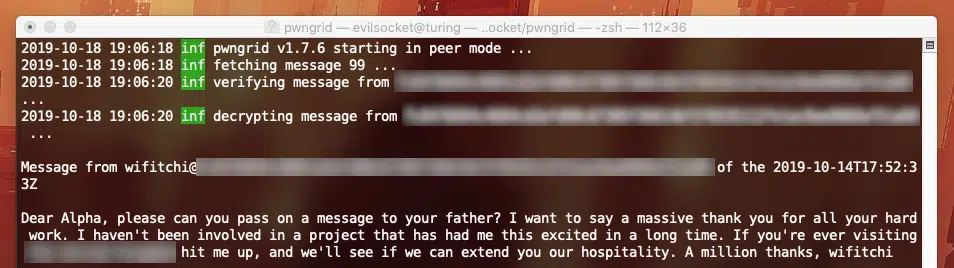 pwngrid — evilsocket@turing — ..ocket/pwngrid — -zsh — 112×36
2019-10-18 19:06:18 inf pwngrid v1.7.6 starting in peer mode ...
2019-10-18 19:06:18 inf fetching message 99 ...
2019-10-18 19:06:20 inf verifying message from
...
2019-10-18 19:06:20 inf decrypting message from
...
Message from wifitchi@ of the 2019-10-14T17:52:3
3Z
Dear Alpha, please can you pass on a message to your father? I want to say a massive thank you for all your hard
work. I haven't been involved in a project that has had me this excited in a long time. If you're ever visiting
hit me up, and we'll see if we can extend you our hospitality. A million thanks, wifitchi